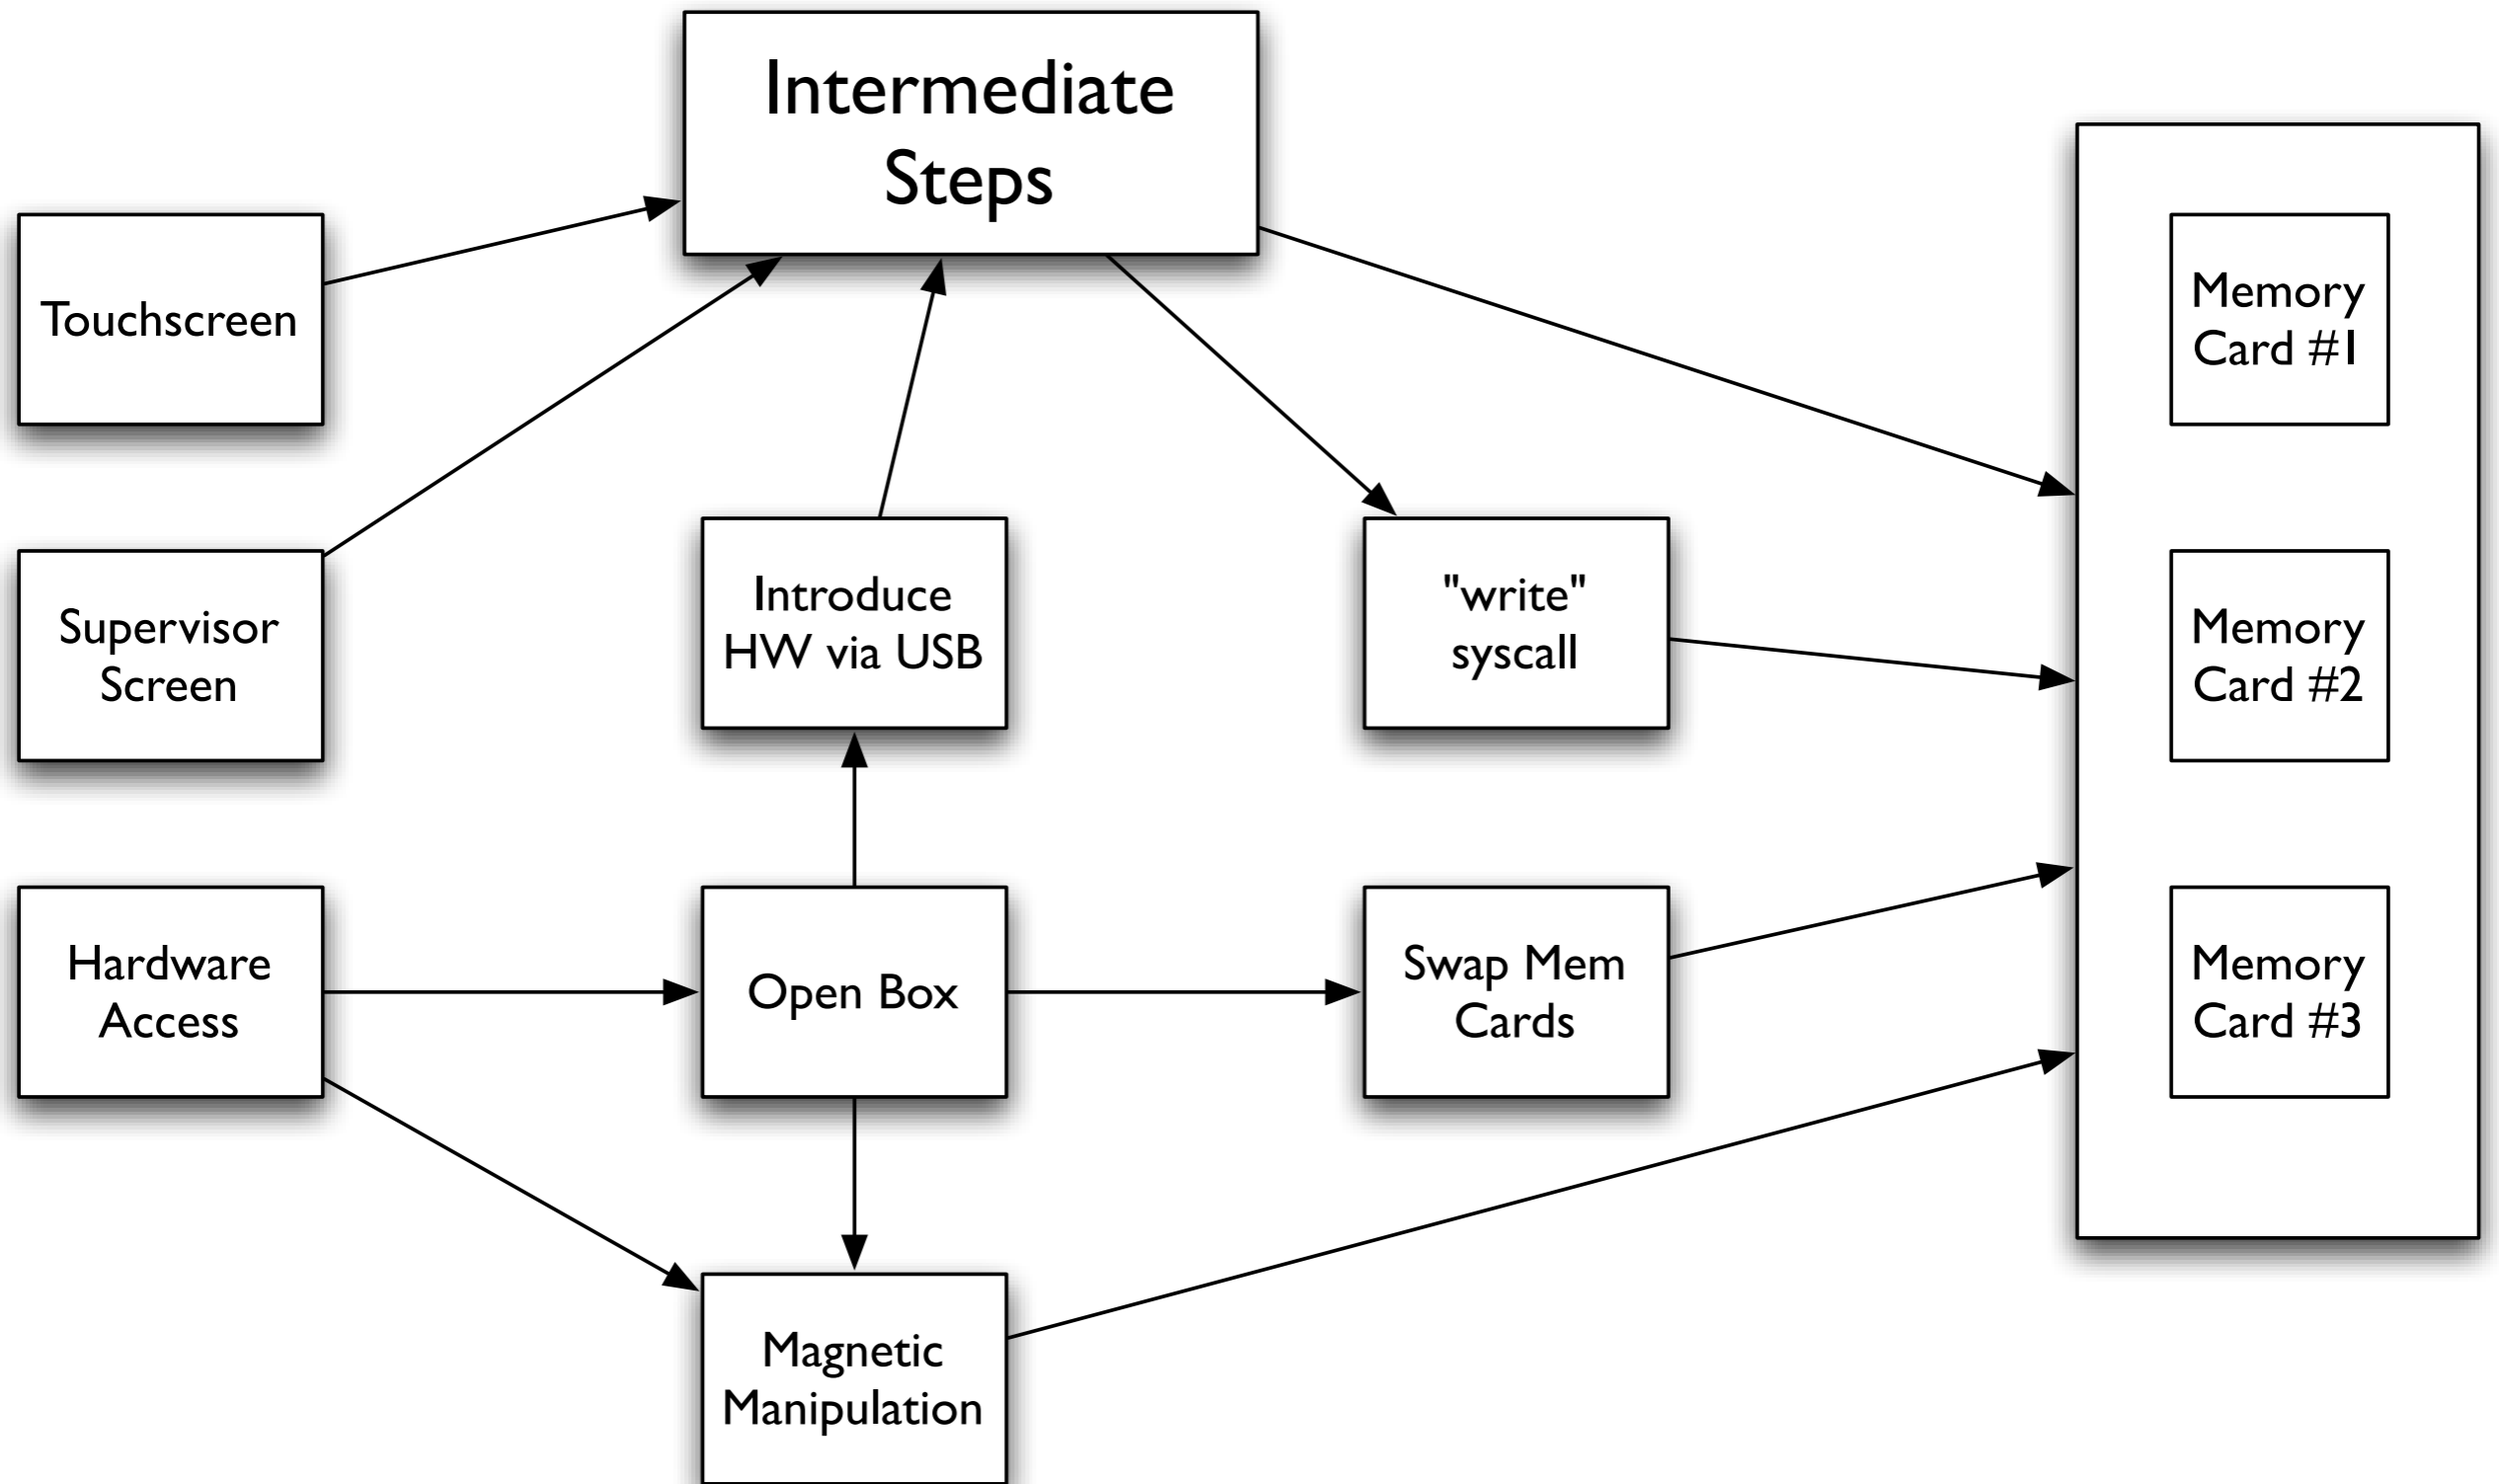 Intermediate
Steps
Touchscreen
Memory
Card #1
Supervisor
Screen
Introduce
HW via USB
"write"
syscall
Memory
Card #2
Hardware
Access
Open Box
Swap Mem
Cards
Memory
Card #3
Magnetic
Manipulation